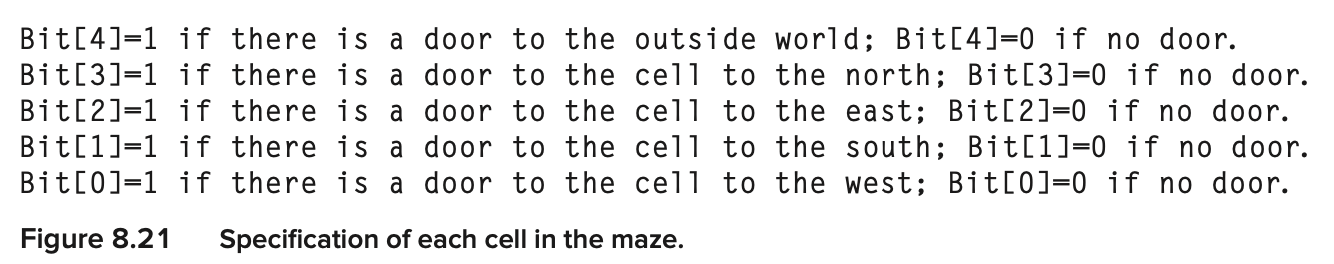 Bit[4]=1 if there is a door to the outside world; Bit[4]=0 if no door.
Bit[3]=1 if there is a door to the cell to the north; Bit[3]=0 if no door.
Bit[2]=1 if there is a door to the cell to the east; Bit[2]=0 if no door.
Bit[1]=1 if there is a door to the cell to the south; Bit[1]=0 if no door.
Bit[0]=1 if there is a door to the cell to the west; Bit[0]=0 if no door.
Figure 8.21 Specification of each cell in the maze.